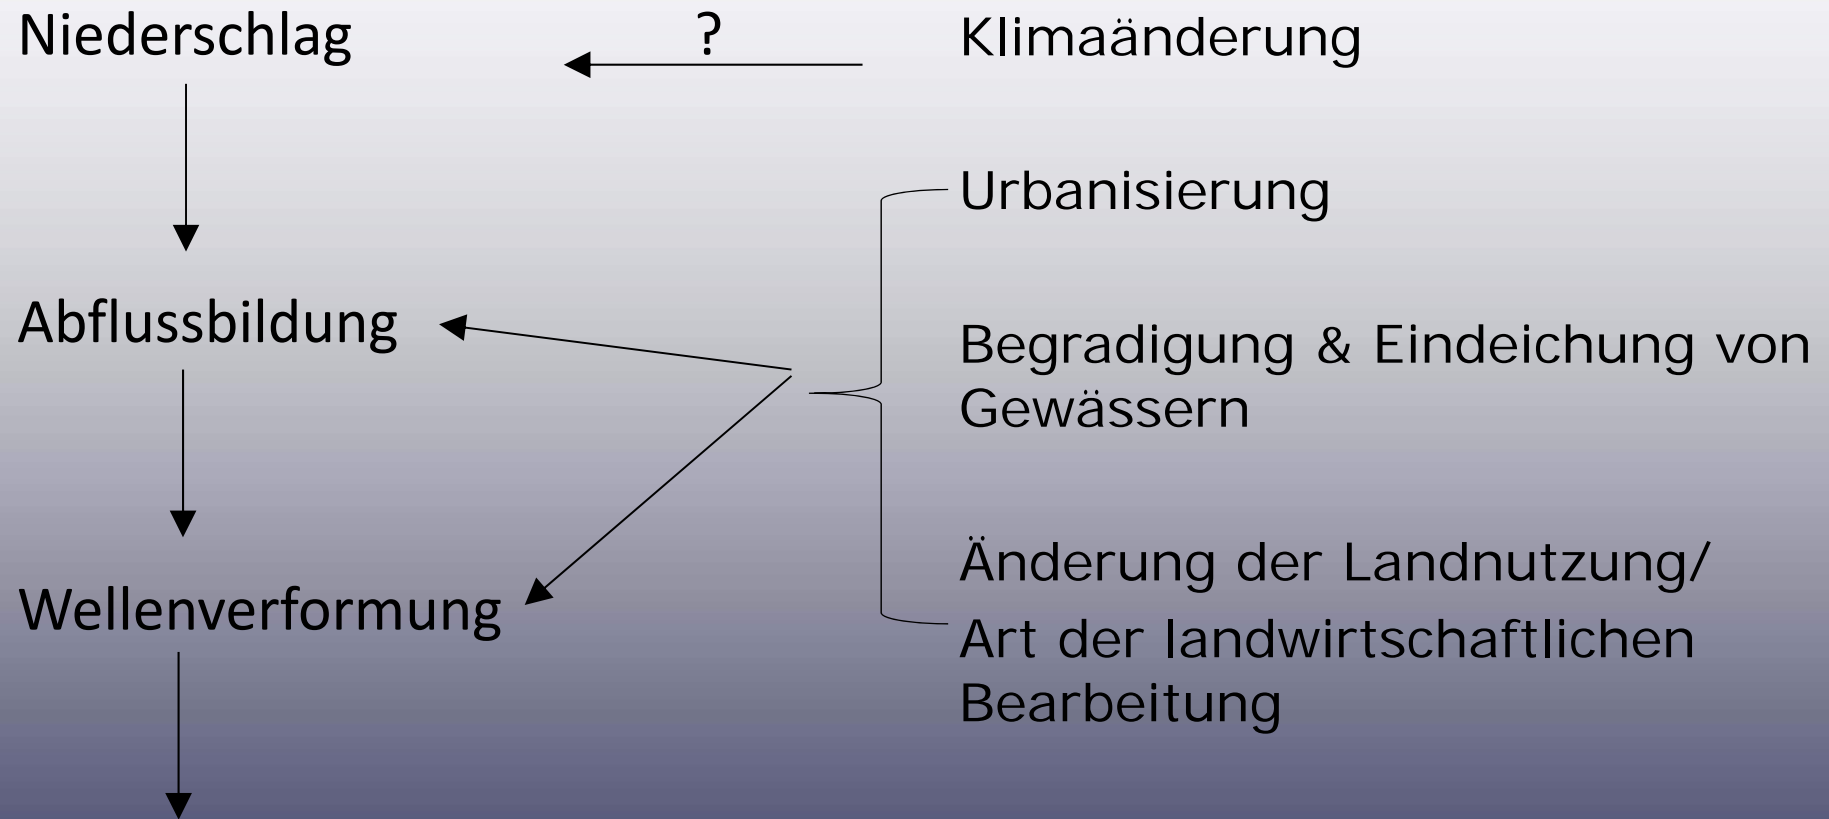 Niederschlag
?
Klimaänderung
Urbanisierung
Abflussbildung
Begradigung & Eindeichung von
Gewässern
Änderung der Landnutzung/
Wellenverformung
Art der landwirtschaftlichen
Bearbeitung